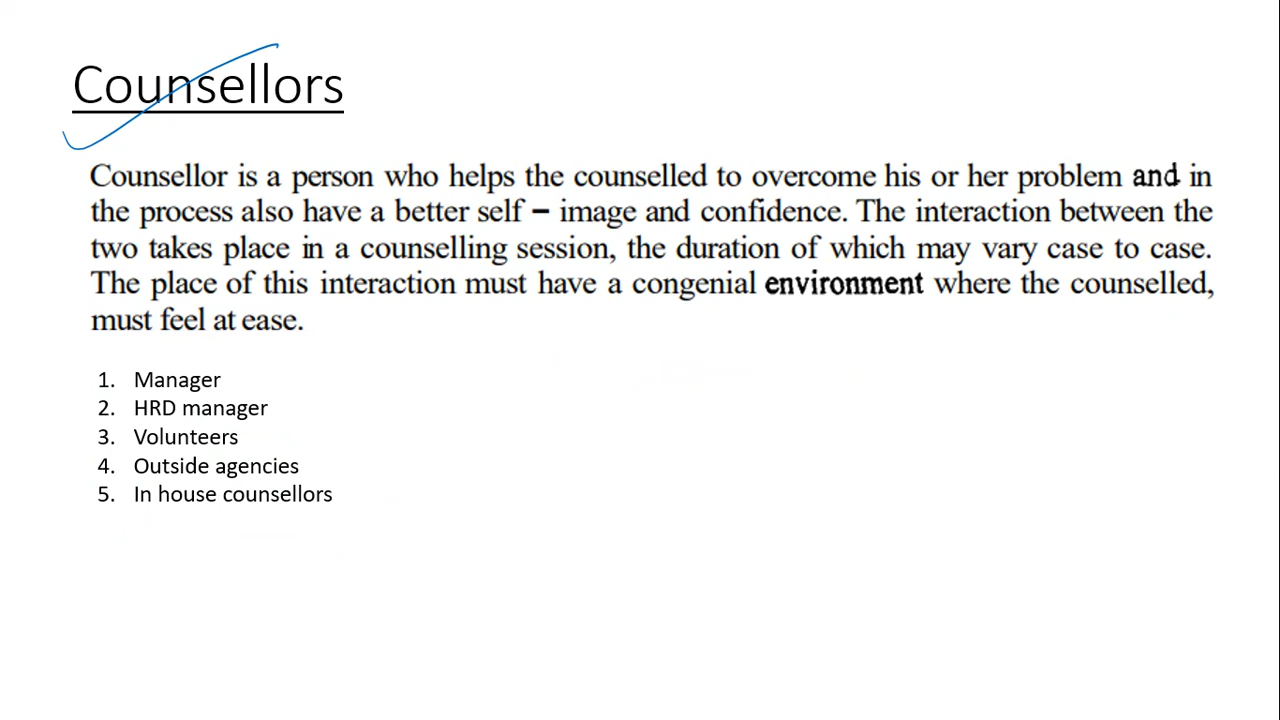 Counsellors
Counsellor is a person who helps the counselled to overcome his or her problem and in
the process also have a better self – image and confidence. The interaction between the
two takes place in a counselling session, the duration of which may vary case to case.
The place of this interaction must have a congenial environment where the counselled,
must feel at ease.
1. Manager
2. HRD manager
3. Volunteers
4. Outside agencies
5. In house counsellors